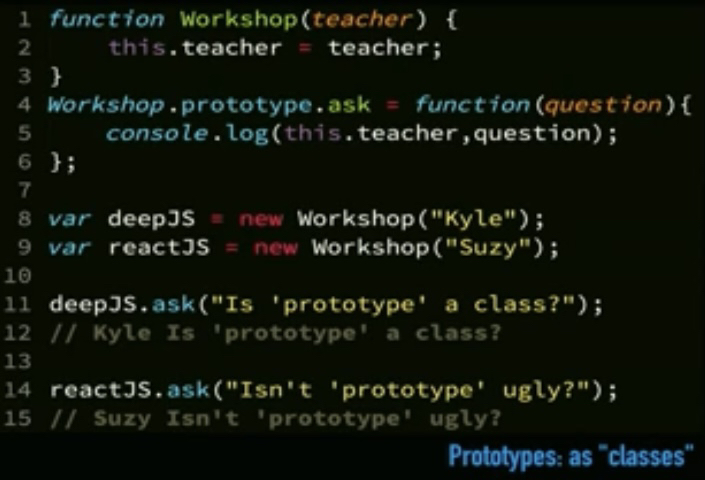 1 function Workshop(teacher) {
2     this.teacher = teacher;
3 }
4 Workshop.prototype.ask = function(question){
5     console.log(this.teacher,question);
6 };
7
8 var deepJS = new Workshop("Kyle");
9 var reactJS = new Workshop("Suzy");
10
11 deepJS.ask("Is 'prototype' a class?");
12 // Kyle Is 'prototype' a class?
13
14 reactJS.ask("Isn't 'prototype' ugly?");
15 // Suzy Isn't 'prototype' ugly?
Prototypes: as "classes"